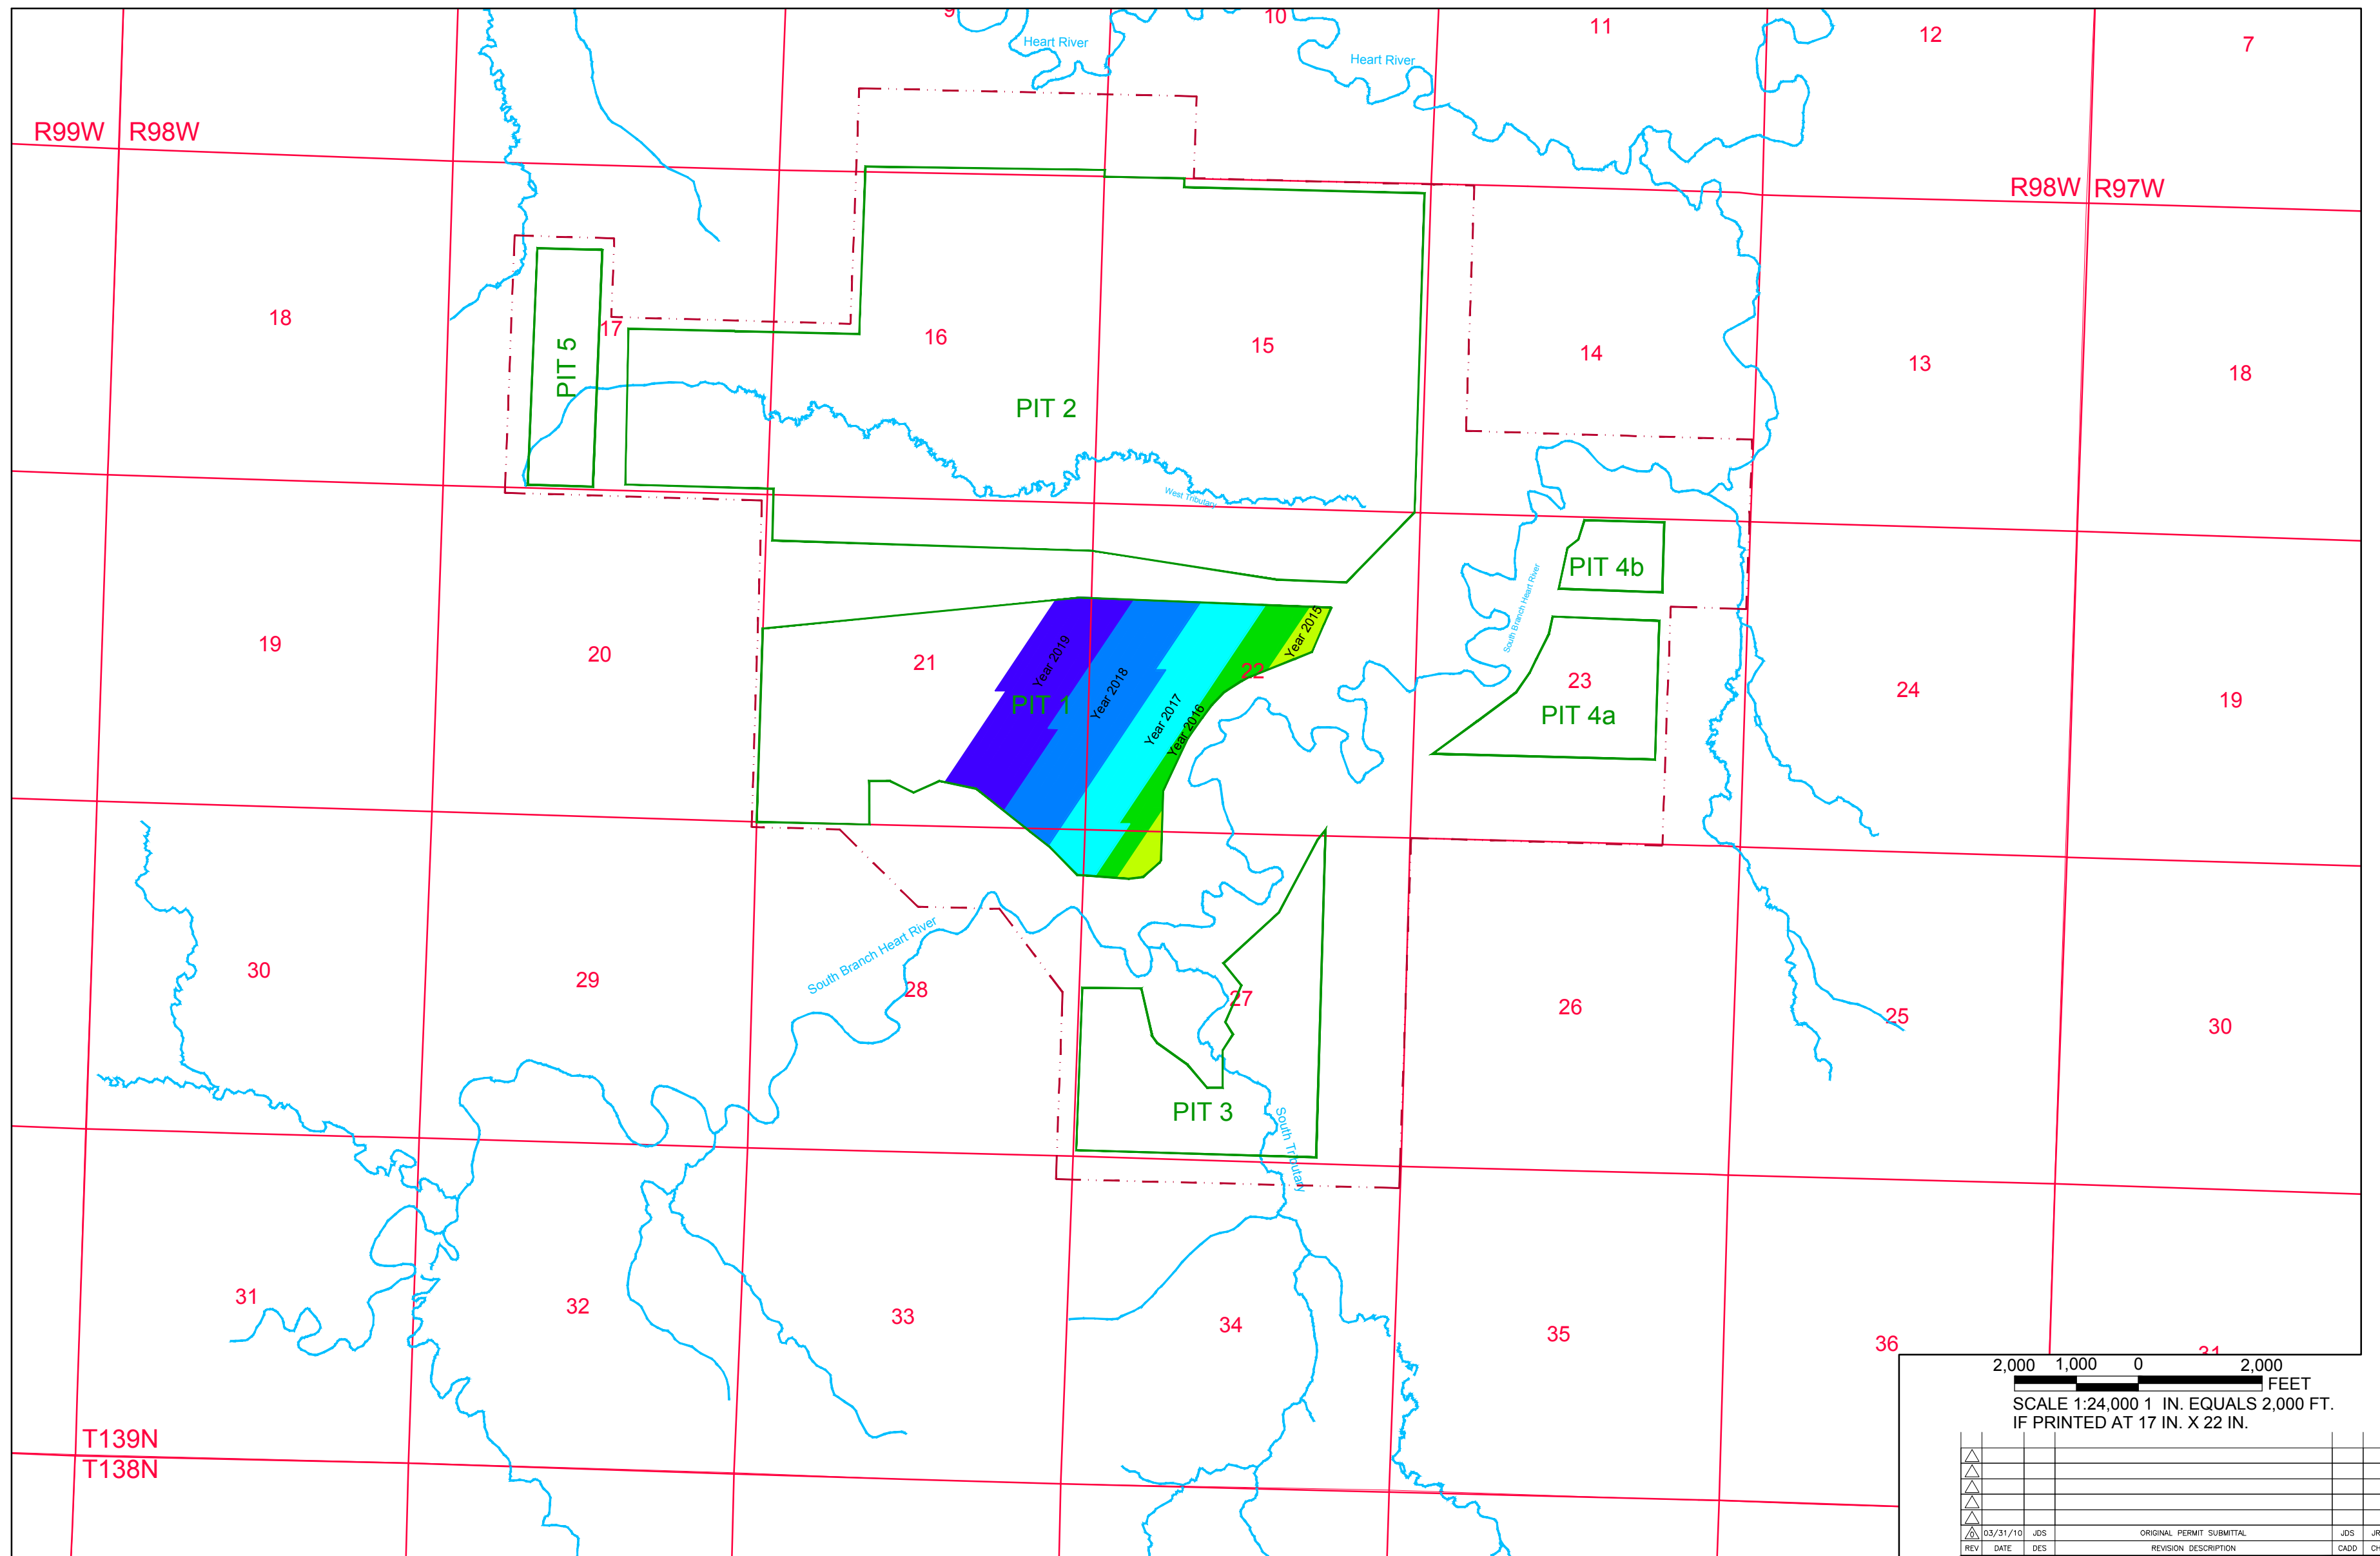 9
10
11
12
7
Heart River
Heart River
R99W R98W
R98W R97W
18
17
16
15
14
13
18
PIT 5
PIT 2
West Tributary
PIT 4b
South Branch Heart River
19
20
21
22
23
24
19
Year 2019
Year 2018
Year 2017
Year 2016
Year 2015
PIT 1
PIT 4a
30
29
28
27
26
25
30
South Branch Heart River
PIT 3
South Tributary
31
32
33
34
35
36
31
T139N
T138N
2,000 1,000 0 2,000
FEET
SCALE 1:24,000 1 IN. EQUALS 2,000 FT.
IF PRINTED AT 17 IN. X 22 IN.
0 03/31/10 JDS ORIGINAL PERMIT SUBMITTAL JDS JR
REV DATE DES REVISION DESCRIPTION CADD